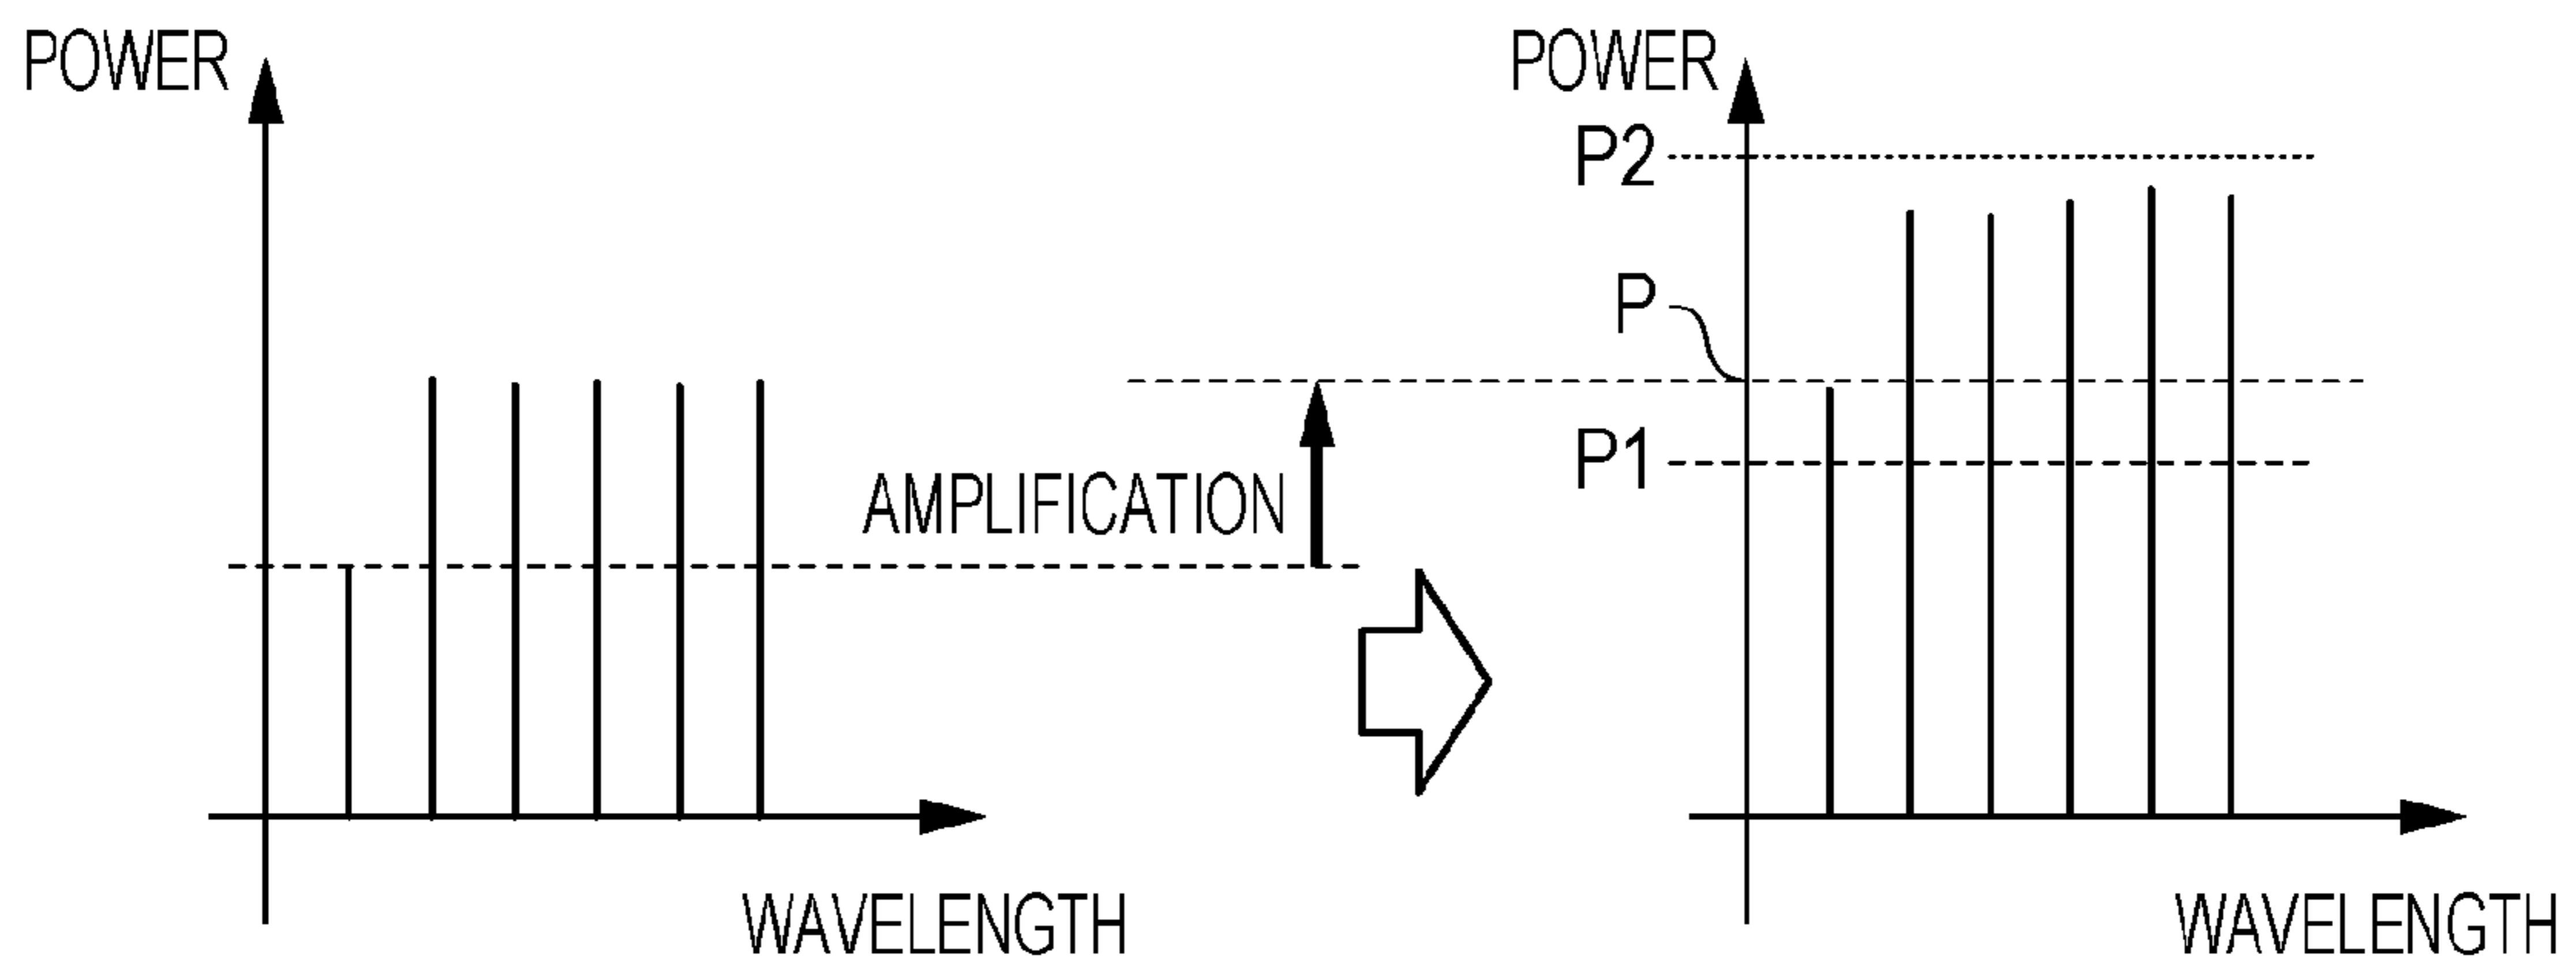 POWER
AMPLIFICATION
WAVELENGTH
POWER
P2
P
P1
WAVELENGTH